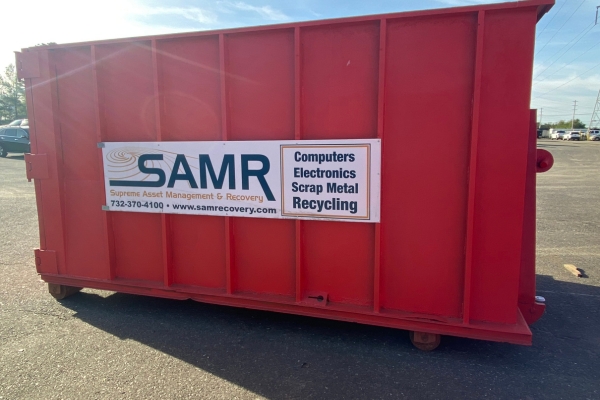 SAMR
Supreme Asset Management & Recovery
732-370-4100 • www.samrecovery.com
Computers
Electronics
Scrap Metal
Recycling